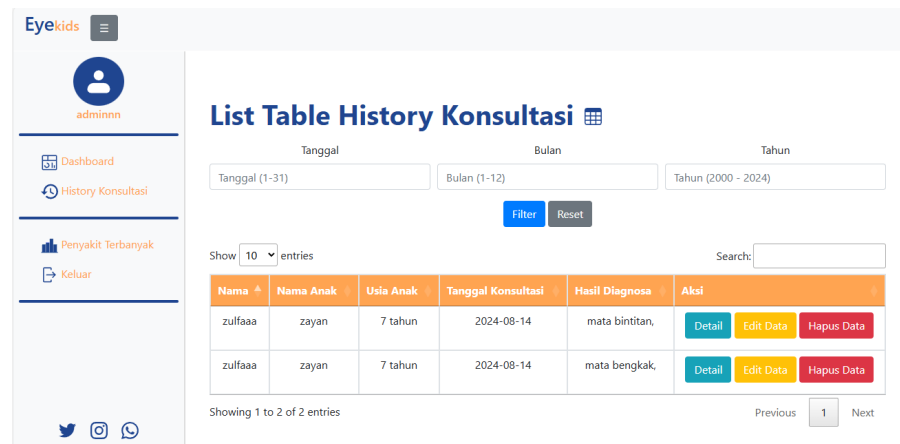 Eyekids
adminnn
Dashboard
History Konsultasi
Penyakit Terbanyak
Keluar
List Table History Konsultasi
Tanggal Bulan Tahun
Tanggal (1-31) Bulan (1-12) Tahun (2000 - 2024)
Filter Reset
Show 10 entries Search:
Nama Nama Anak Usia Anak Tanggal Konsultasi Hasil Diagnosa Aksi
zulfaaa zayan 7 tahun 2024-08-14 mata bintitan, Detail Edit Data Hapus Data
zulfaaa zayan 7 tahun 2024-08-14 mata bengkak, Detail Edit Data Hapus Data
Showing 1 to 2 of 2 entries Previous 1 Next